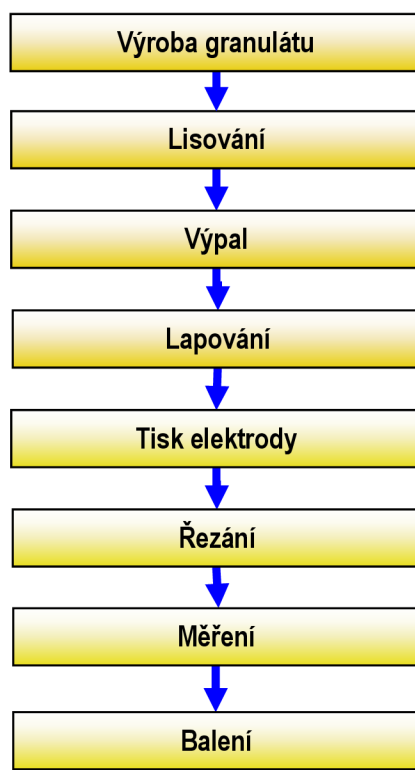 Výroba granulátu
Lisování
Výpal
Lapování
Tisk elektrody
Řezání
Měření
Balení